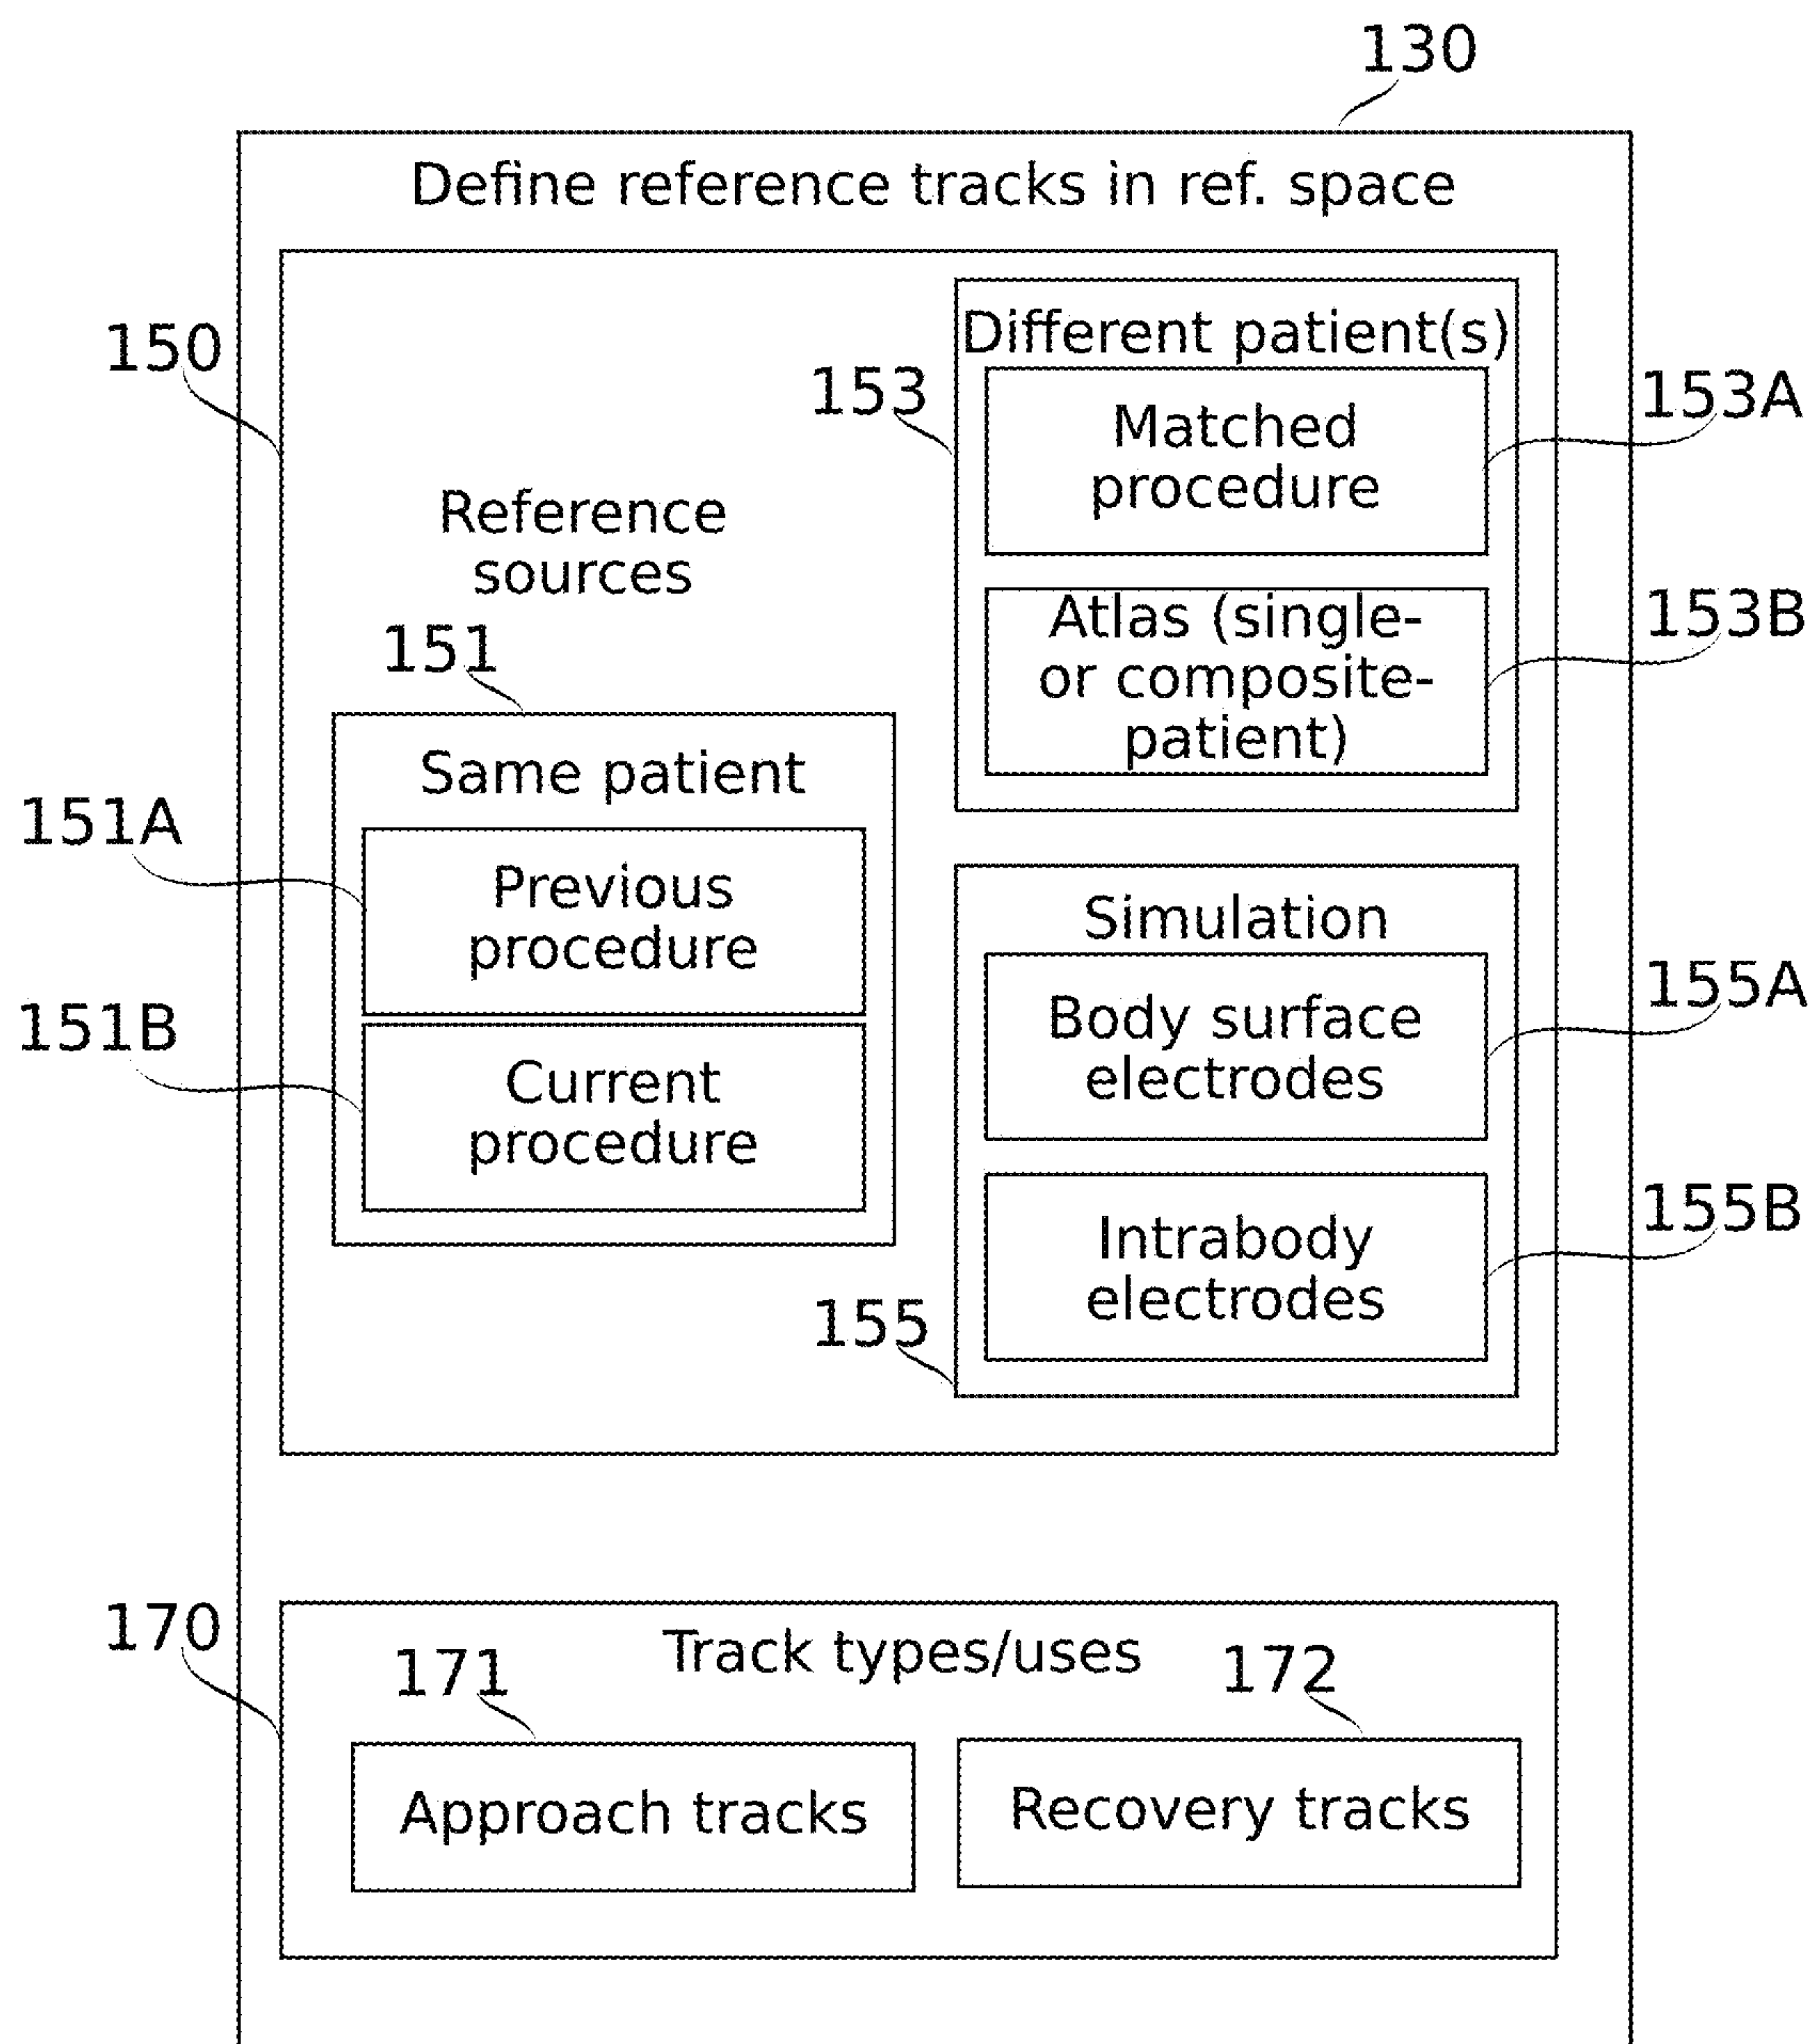 130
Define reference tracks in ref. space
150
Different patient(s)
153
153A
Matched
procedure
Reference
sources
153B
Atlas (single-
or composite-
patient)
151
Same patient
151A
Previous
procedure
151B
Current
procedure
Simulation
155A
Body surface
electrodes
155B
Intrabody
electrodes
155
170
Track types/uses
171
172
Approach tracks
Recovery tracks